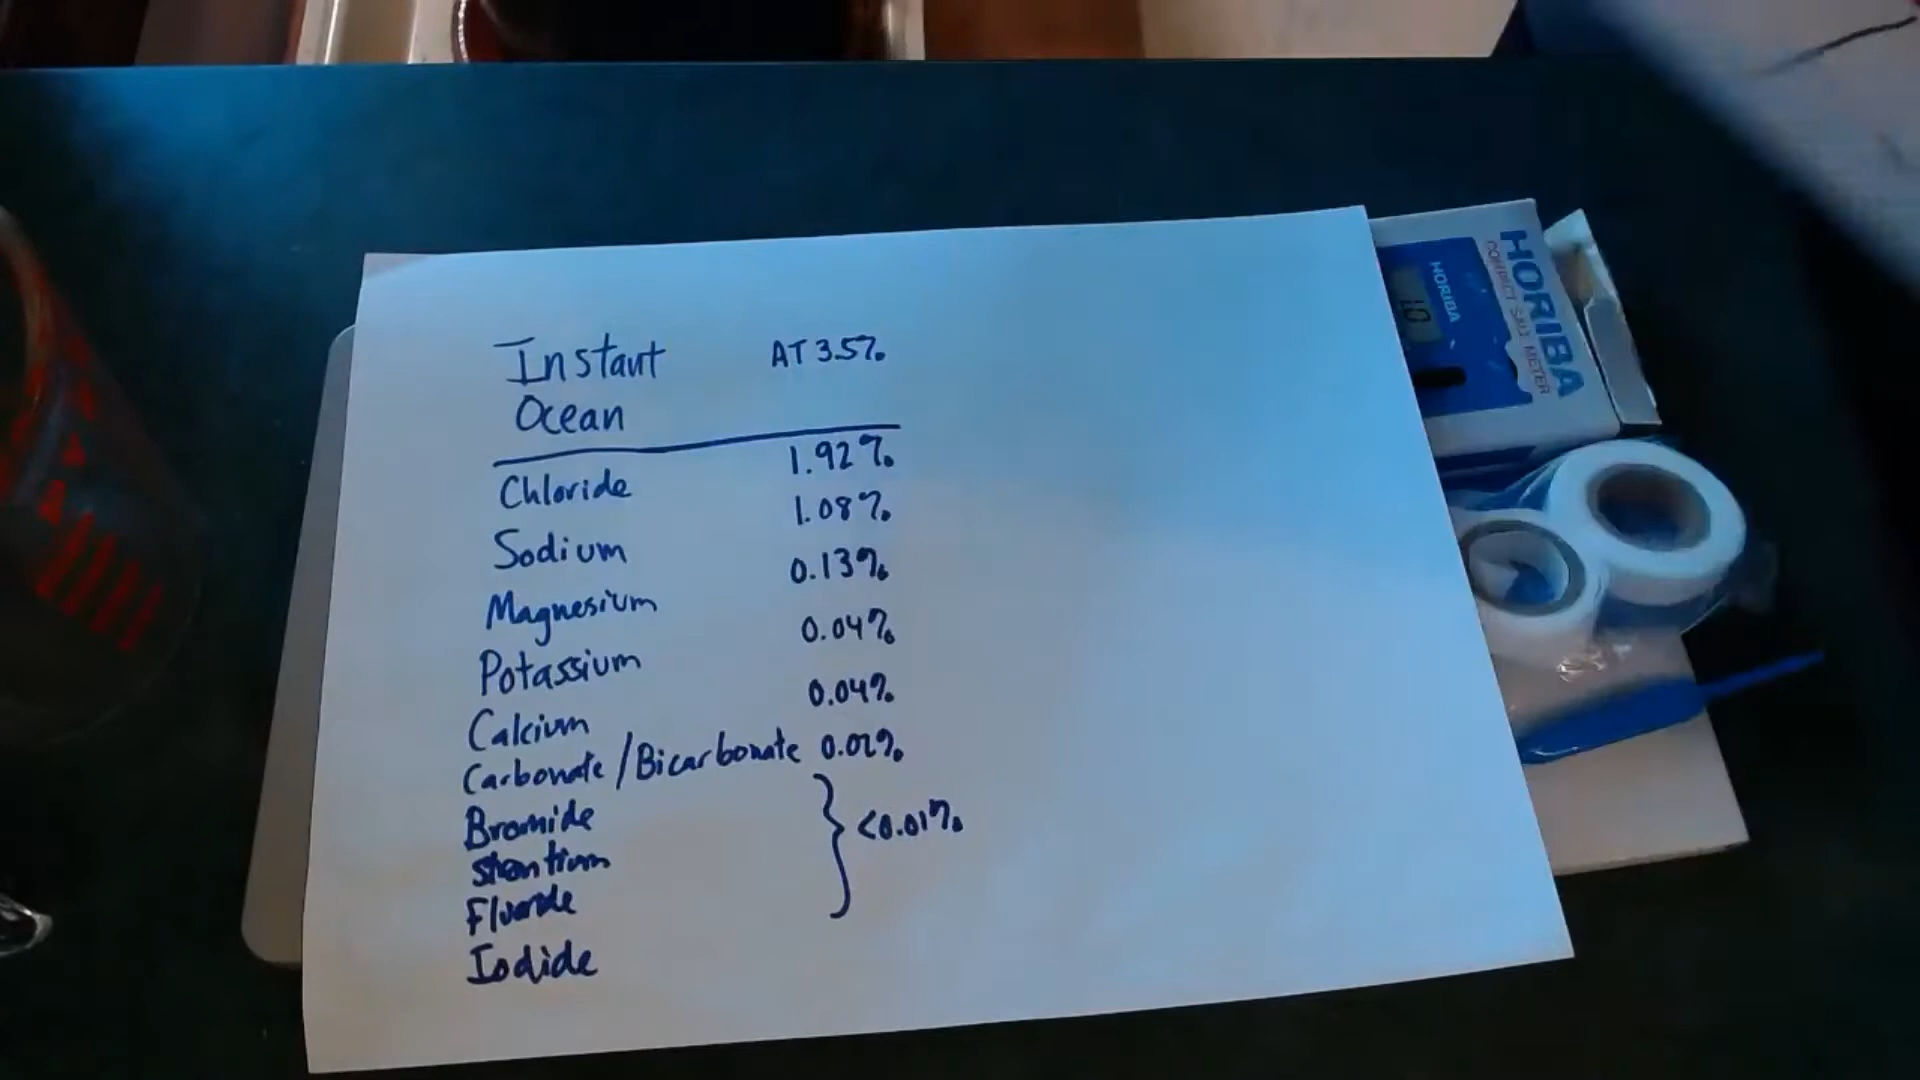 Instant AT 3.5%
Ocean
Chloride 1.92%
Sodium 1.08%
Magnesium 0.13%
Potassium 0.04%
Calcium 0.04%
Carbonate/Bicarbonate 0.02%
Bromide
Strontium
Fluoride <0.01%
Iodide
HORIBA
COMPACT SALT METER
HORIBA